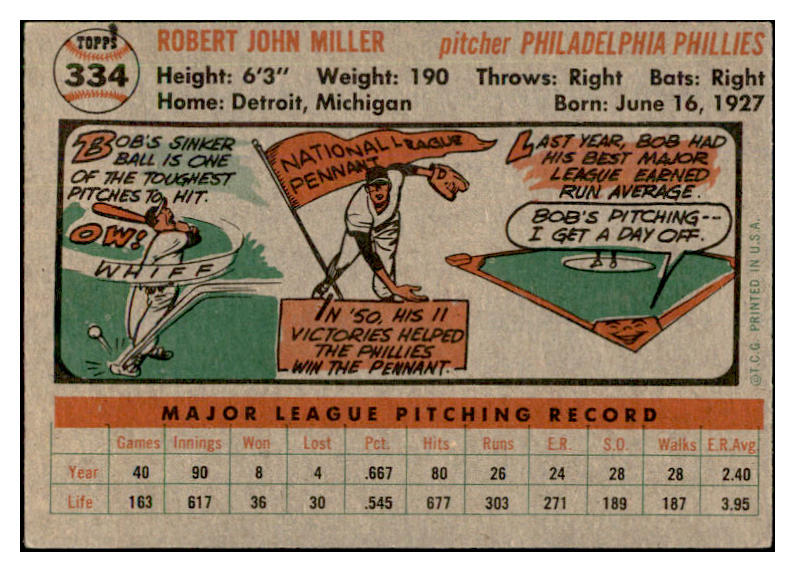 TOPPS
334
ROBERT JOHN MILLER pitcher PHILADELPHIA PHILLIES
Height: 6'3" Weight: 190 Throws: Right Bats: Right
Home: Detroit, Michigan Born: June 16, 1927
BOB'S SINKER
BALL IS ONE
OF THE TOUGHEST
PITCHES TO HIT.
OW!
WHIFF
NATIONAL LEAGUE
PENNANT
IN '50, HIS 11
VICTORIES HELPED
THE PHILLIES
WIN THE PENNANT.
LAST YEAR, BOB HAD
HIS BEST MAJOR
LEAGUE EARNED
RUN AVERAGE.
BOB'S PITCHING--
I GET A DAY OFF.
©T.C.G. PRINTED IN U.S.A.
MAJOR LEAGUE PITCHING RECORD
Games Innings Won Lost Pct. Hits Runs E.R. S.O. Walks E.R.Avg.
Year 40 90 8 4 .667 80 26 24 28 28 2.40
Life 163 617 36 30 .545 677 303 271 189 187 3.95